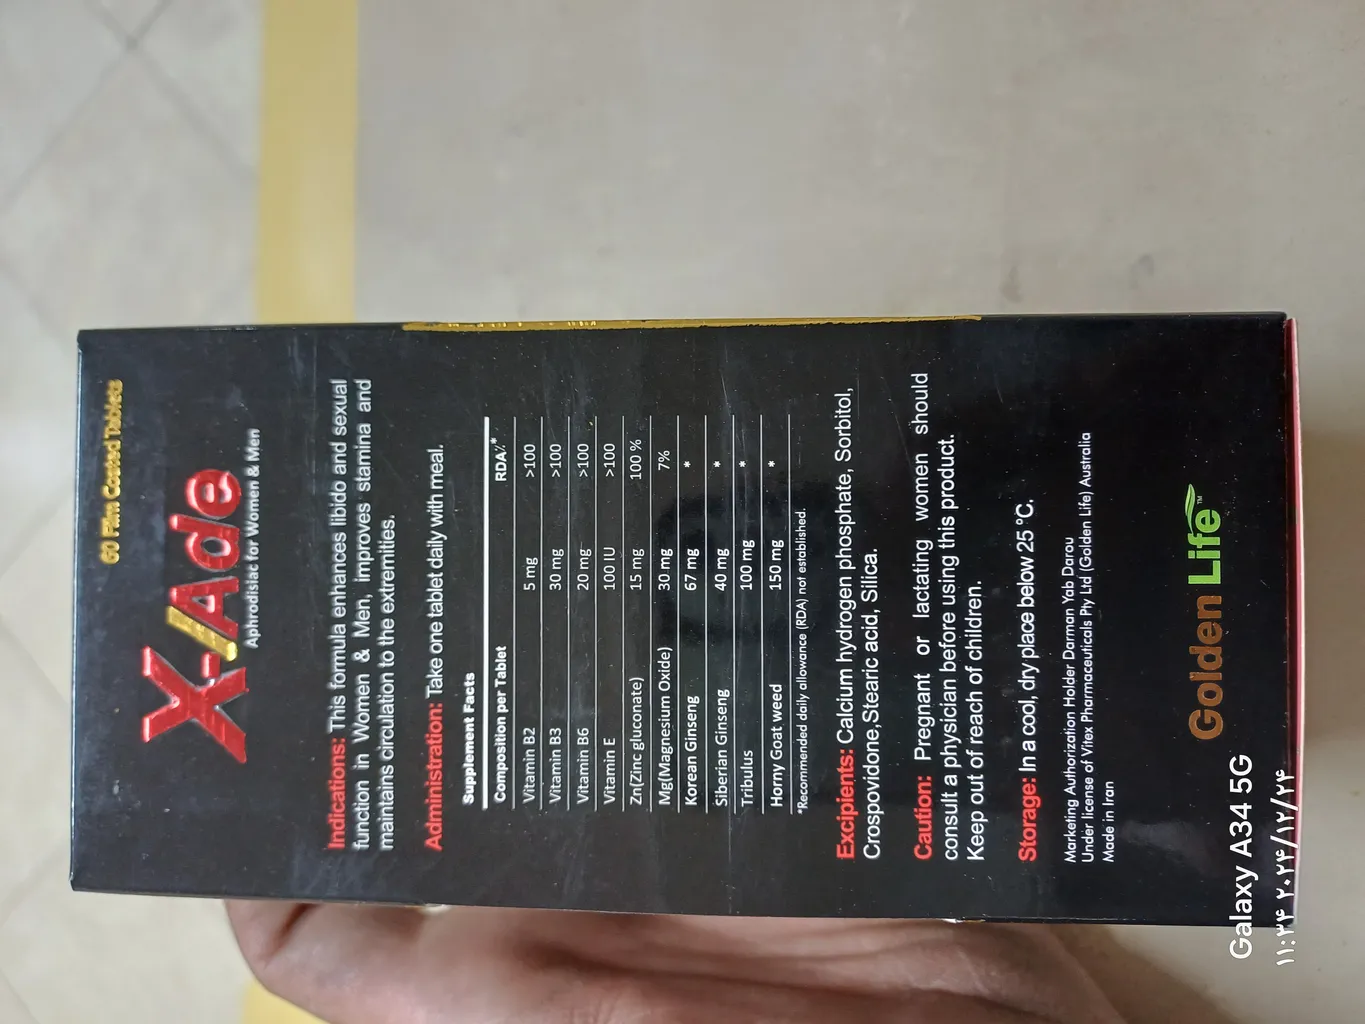 60 Film Coated Tablets
X-/Ade
Aphrodisiac for Women & Men
Indications: This formula enhances libido and sexual
function in Women & Men, improves stamina and
maintains circulation to the extremities.
Administration: Take one tablet daily with meal.
Supplement Facts
Composition per Tablet RDA٪*
Vitamin B2 5 mg >100
Vitamin B3 30 mg >100
Vitamin B6 20 mg >100
Vitamin E 100 IU >100
Zn(Zinc gluconate) 15 mg 100 %
Mg(Magnesium Oxide) 30 mg 7%
Korean Ginseng 67 mg *
Siberian Ginseng 40 mg *
Tribulus 100 mg *
Horny Goat weed 150 mg *
*Recommended daily allowance (RDA) not established.
Excipients: Calcium hydrogen phosphate, Sorbitol,
Crospovidone,Stearic acid, Silica.
Caution: Pregnant or lactating women should
consult a physician before using this product.
Keep out of reach of children.
Storage: In a cool, dry place below 25 °C.
Marketing Authorization Holder Darman Yab Darou
Under license of Vitex Pharmaceuticals Pty Ltd (Golden Life) Australia
Made in Iran
Golden Life™
Galaxy A34 5G
۱۱:۳۴ ۲۰۲۴/۱۲/۲۴